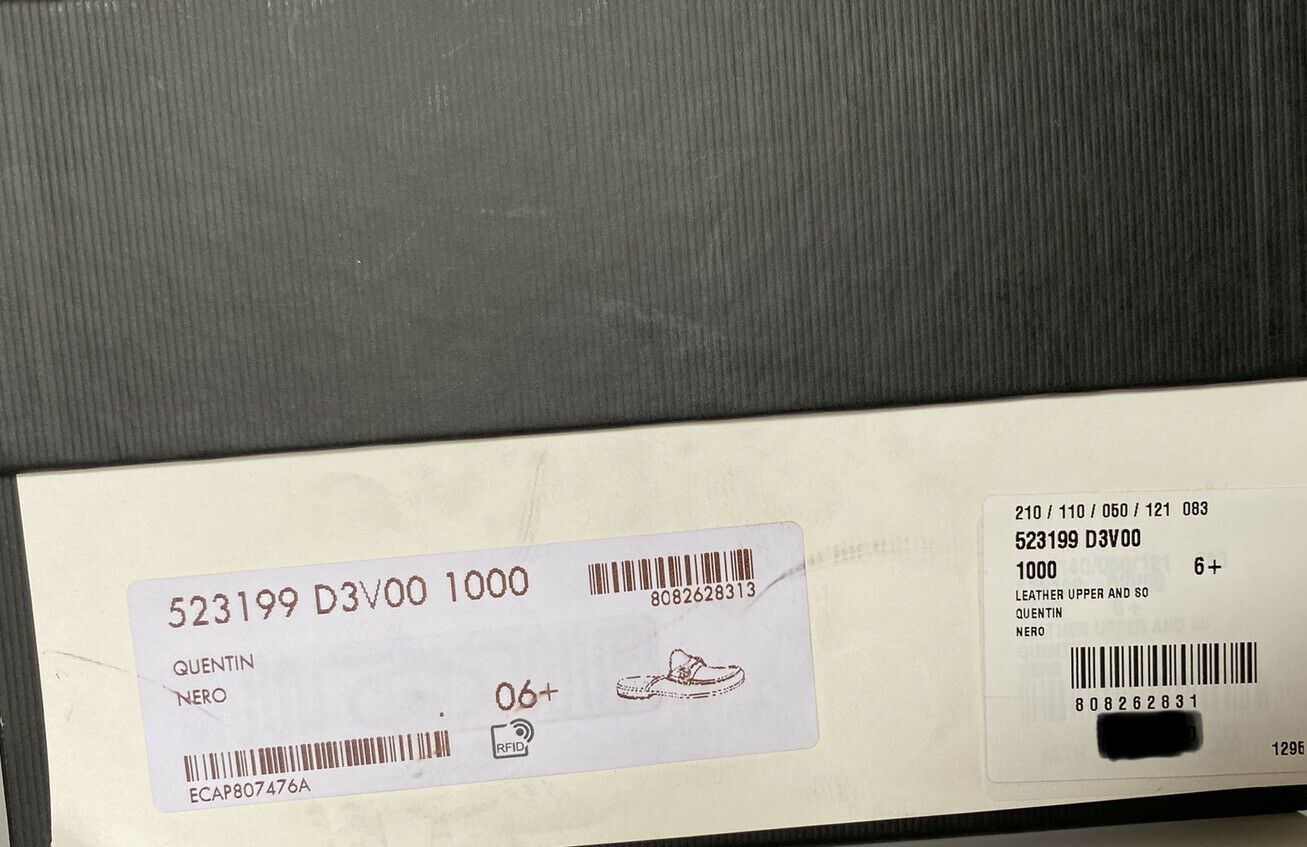 523199 D3V00 1000
8082628313
QUENTIN
NERO
06+
RFID
ECAP807476A
210 / 110 / 050 / 121 083
523199 D3V00
1000 6+
LEATHER UPPER AND SO
QUENTIN
NERO
808262831
1295